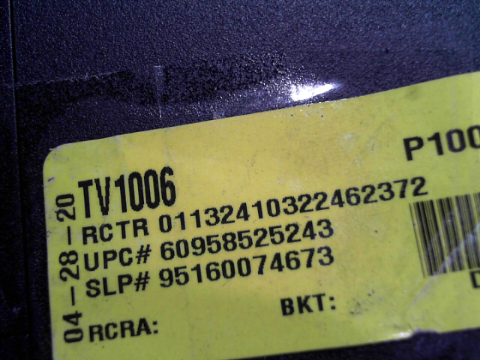 TV1006
P100
RCTR 01132410322462372
UPC# 60958525243
SLP# 95160074673
RCRA:
BKT:
04-28-20